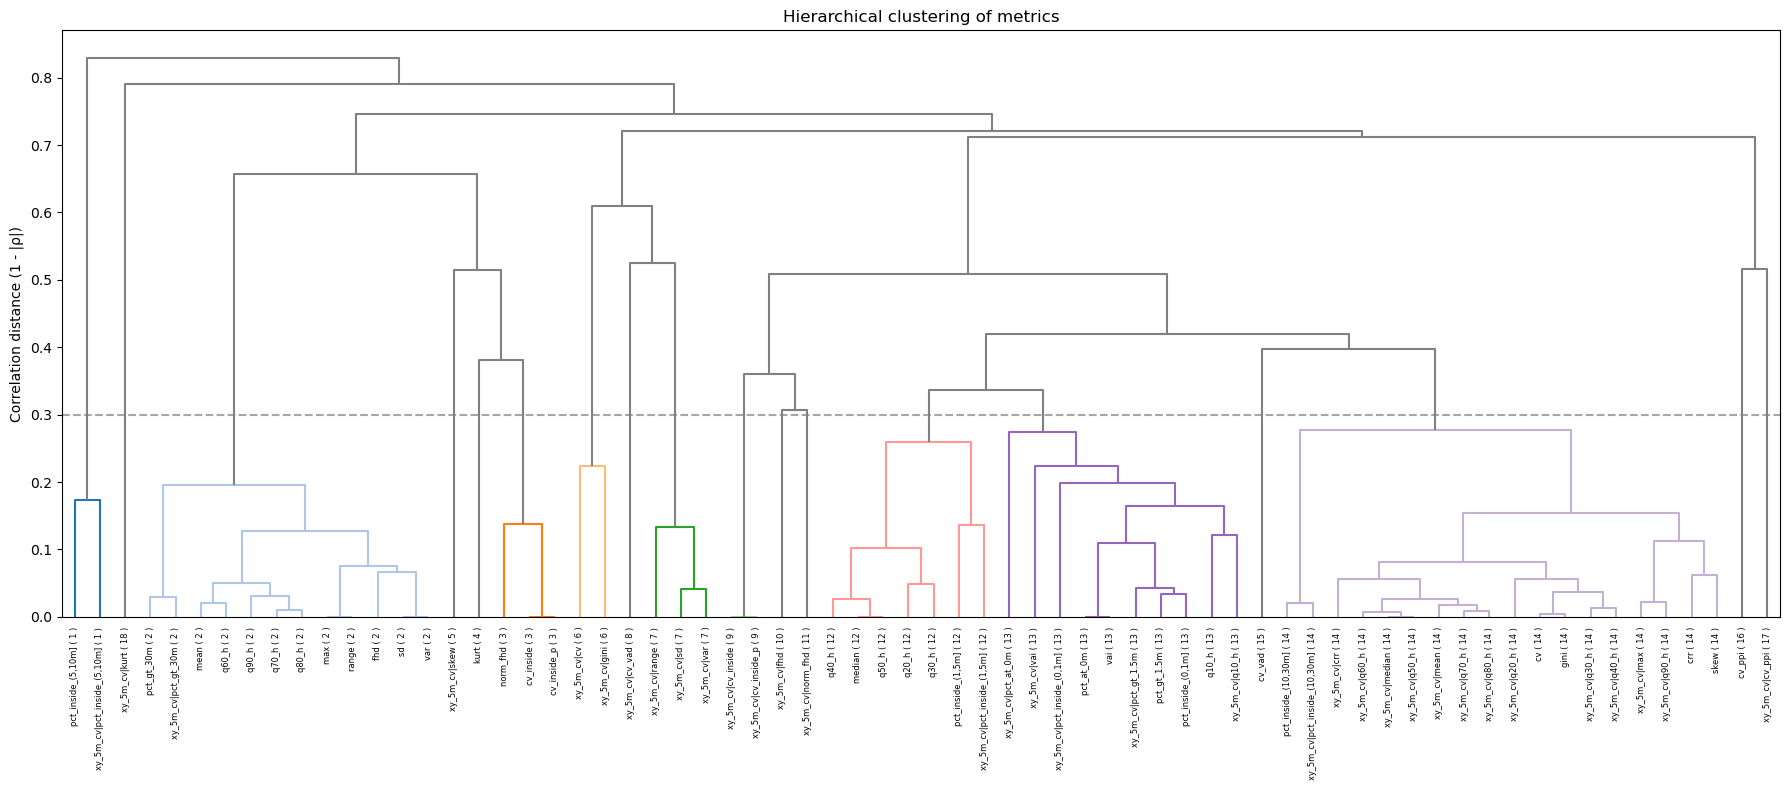 Hierarchical clustering of metrics
Correlation distance (1 - |ρ|)
0.8
0.7
0.6
0.5
0.4
0.3
0.2
0.1
0.0
pct_inside_(5,10m] ( 1 )
xy_5m_cv|pct_inside_(5,10m] ( 1 )
xy_5m_cv|kurt ( 18 )
pct_gt_30m ( 2 )
xy_5m_cv|pct_gt_30m ( 2 )
mean ( 2 )
q60_h ( 2 )
q90_h ( 2 )
q70_h ( 2 )
q80_h ( 2 )
max ( 2 )
range ( 2 )
fhd ( 2 )
sd ( 2 )
var ( 2 )
xy_5m_cv|skew ( 5 )
kurt ( 4 )
norm_fhd ( 3 )
cv_inside ( 3 )
cv_inside_p ( 3 )
xy_5m_cv|cv ( 6 )
xy_5m_cv|gini ( 6 )
xy_5m_cv|cv_vad ( 8 )
xy_5m_cv|range ( 7 )
xy_5m_cv|sd ( 7 )
xy_5m_cv|var ( 7 )
xy_5m_cv|cv_inside ( 9 )
xy_5m_cv|cv_inside_p ( 9 )
xy_5m_cv|fhd ( 10 )
xy_5m_cv|norm_fhd ( 11 )
q40_h ( 12 )
median ( 12 )
q50_h ( 12 )
q20_h ( 12 )
q30_h ( 12 )
pct_inside_(1,5m] ( 12 )
xy_5m_cv|pct_inside_(1,5m] ( 12 )
xy_5m_cv|pct_at_0m ( 13 )
xy_5m_cv|vai ( 13 )
xy_5m_cv|pct_inside_(0,1m] ( 13 )
pct_at_0m ( 13 )
vai ( 13 )
xy_5m_cv|pct_gt_1.5m ( 13 )
pct_gt_1.5m ( 13 )
pct_inside_(0,1m] ( 13 )
q10_h ( 13 )
xy_5m_cv|q10_h ( 13 )
cv_vad ( 15 )
pct_inside_(10,30m] ( 14 )
xy_5m_cv|pct_inside_(10,30m] ( 14 )
xy_5m_cv|crr ( 14 )
xy_5m_cv|q60_h ( 14 )
xy_5m_cv|median ( 14 )
xy_5m_cv|q50_h ( 14 )
xy_5m_cv|mean ( 14 )
xy_5m_cv|q70_h ( 14 )
xy_5m_cv|q80_h ( 14 )
xy_5m_cv|q20_h ( 14 )
cv ( 14 )
gini ( 14 )
xy_5m_cv|q30_h ( 14 )
xy_5m_cv|q40_h ( 14 )
xy_5m_cv|max ( 14 )
xy_5m_cv|q90_h ( 14 )
crr ( 14 )
skew ( 14 )
cv_ppi ( 16 )
xy_5m_cv|cv_ppi ( 17 )